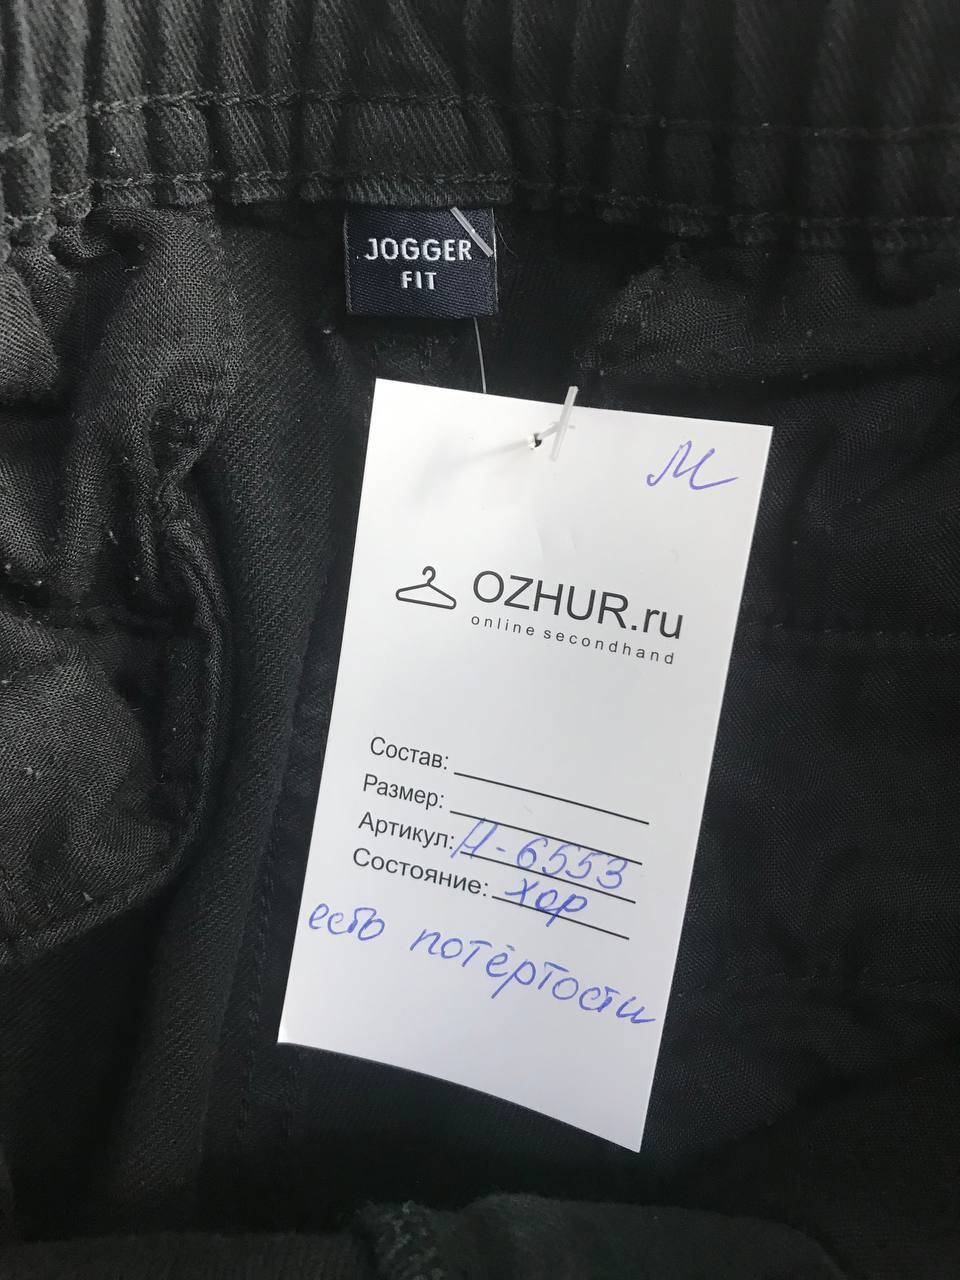 JOGGER
FIT
М
OZHUR.ru
online secondhand
Состав:
Размер:
Артикул: А-6553
Состояние: хор
есть потёртости